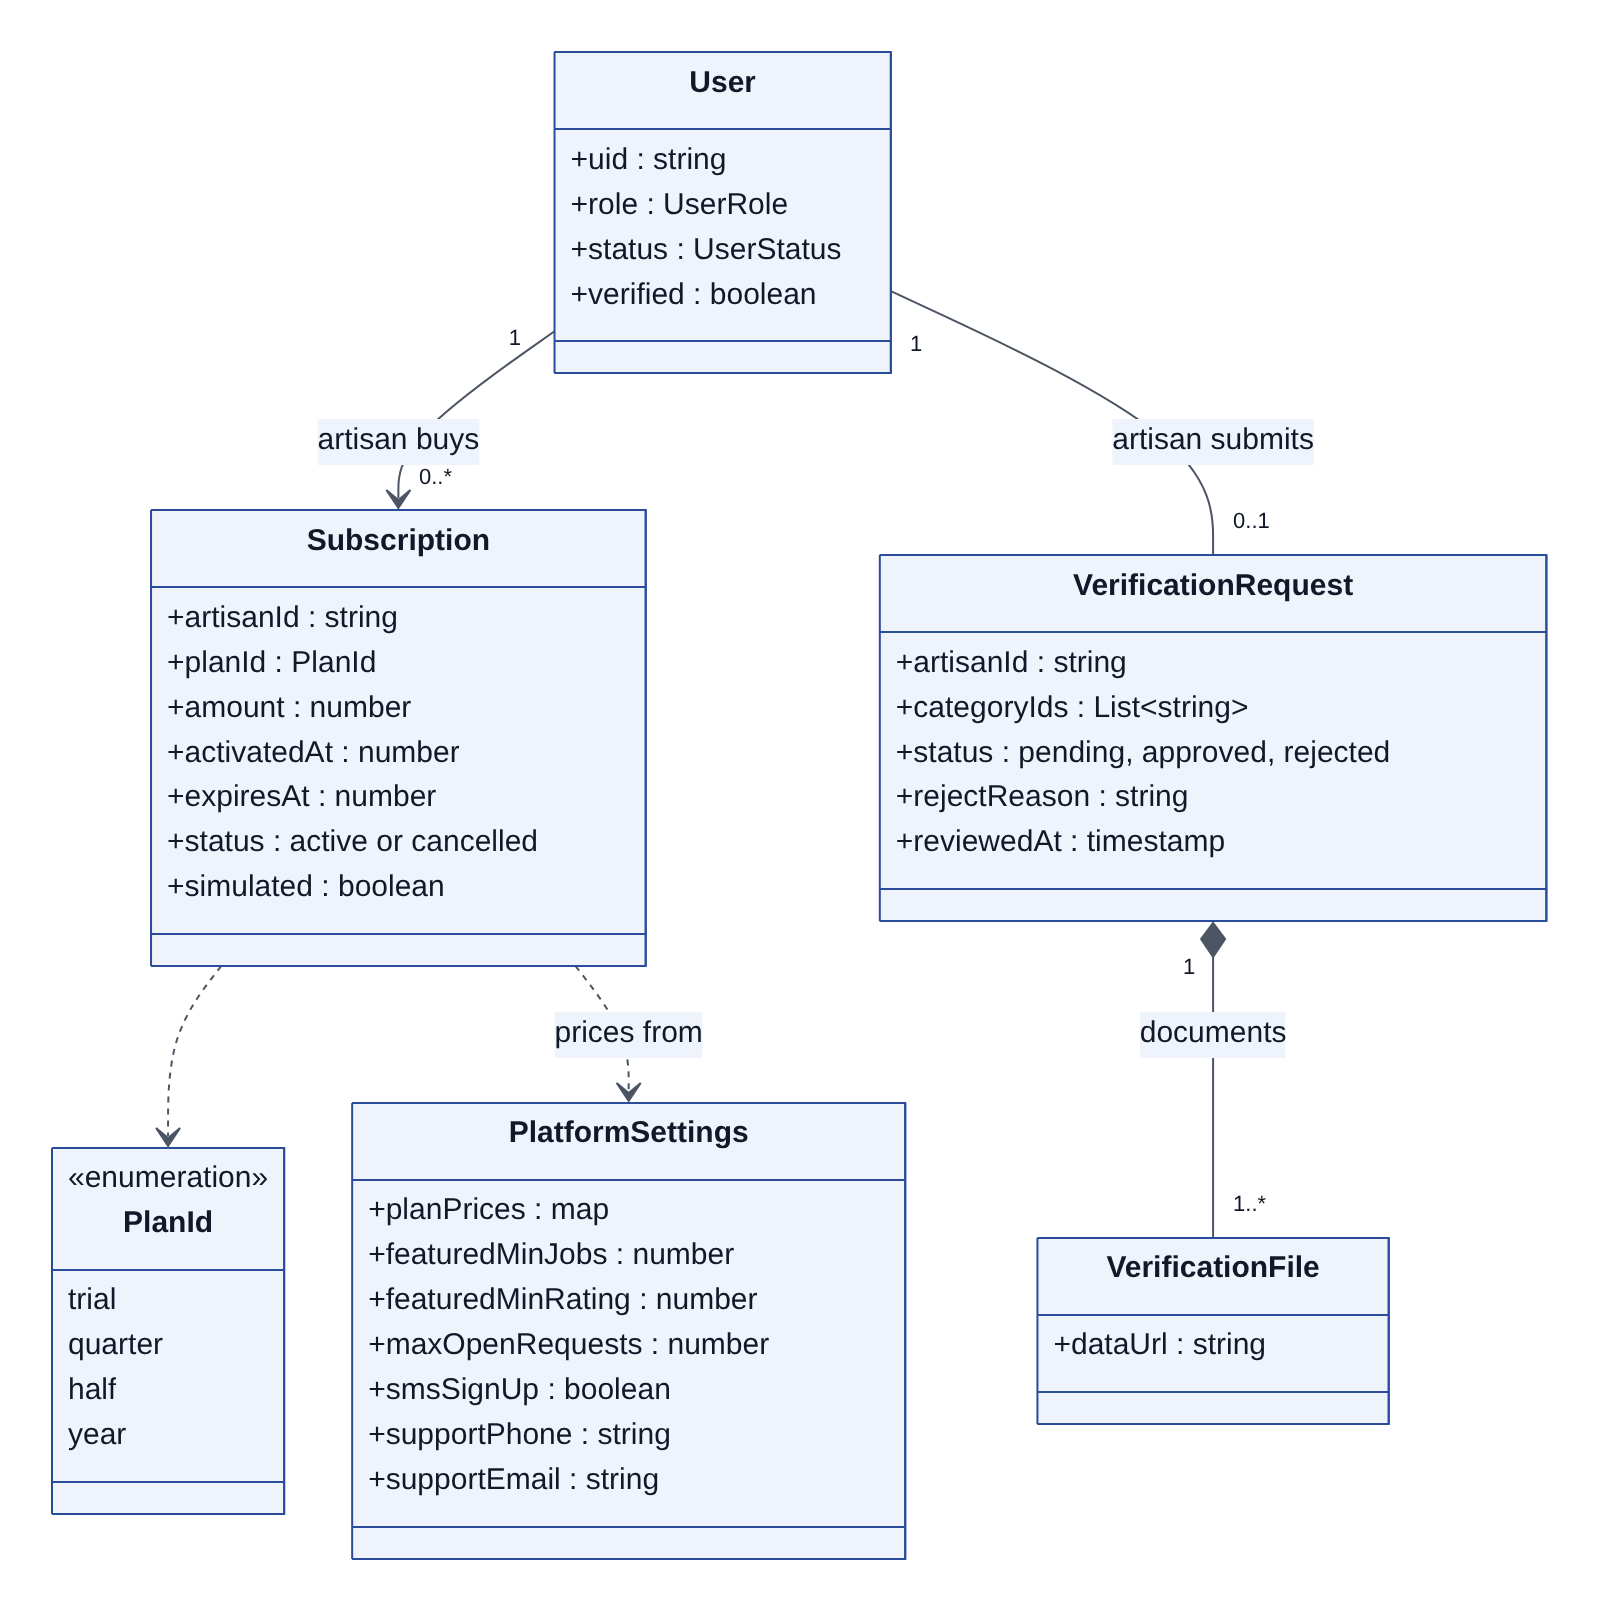 User
+uid : string
+role : UserRole
+status : UserStatus
+verified : boolean
1
1
artisan buys
artisan submits
0..*
0..1
Subscription
+artisanId : string
+planId : PlanId
+amount : number
+activatedAt : number
+expiresAt : number
+status : active or cancelled
+simulated : boolean
VerificationRequest
+artisanId : string
+categoryIds : List<string>
+status : pending, approved, rejected
+rejectReason : string
+reviewedAt : timestamp
1
prices from
documents
1..*
«enumeration»
PlanId
trial
quarter
half
year
PlatformSettings
+planPrices : map
+featuredMinJobs : number
+featuredMinRating : number
+maxOpenRequests : number
+smsSignUp : boolean
+supportPhone : string
+supportEmail : string
VerificationFile
+dataUrl : string